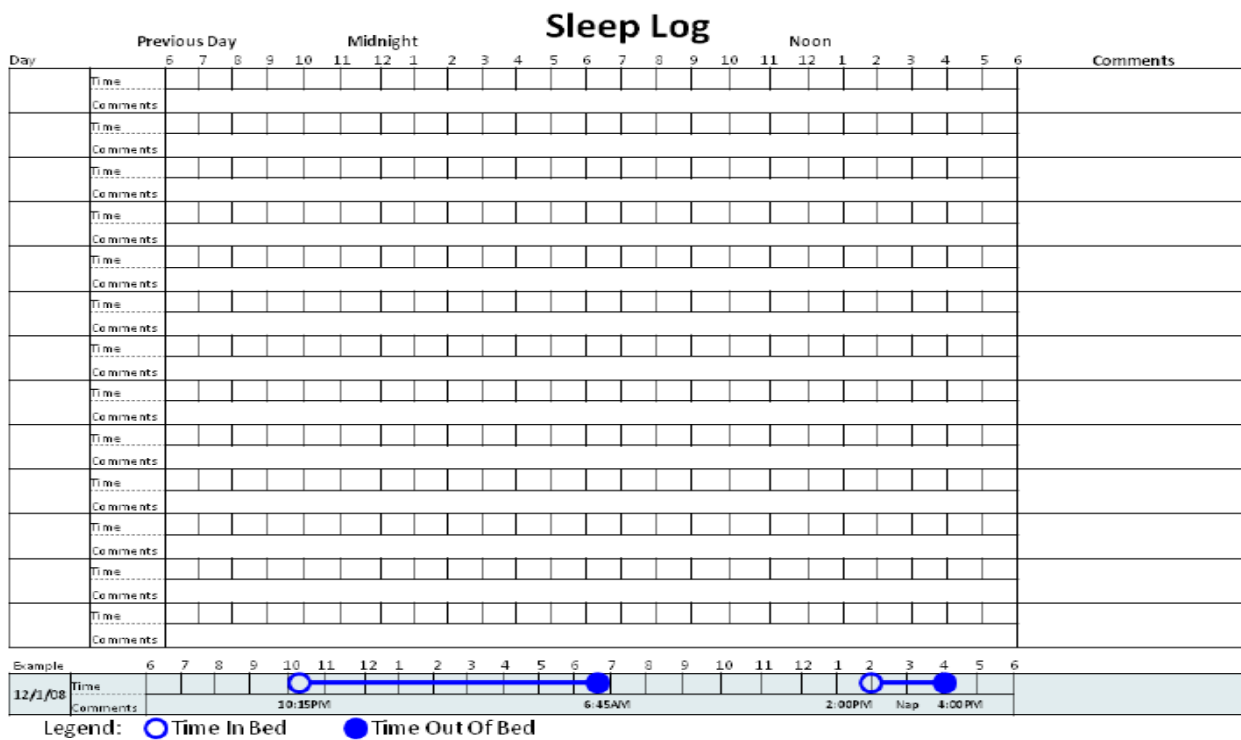 Sleep Log
Previous Day Midnight Noon
Day 6 7 8 9 10 11 12 1 2 3 4 5 6 7 8 9 10 11 12 1 2 3 4 5 6 Comments
Time
Comments
Time
Comments
Time
Comments
Time
Comments
Time
Comments
Time
Comments
Time
Comments
Time
Comments
Time
Comments
Time
Comments
Time
Comments
Time
Comments
Time
Comments
Example 6 7 8 9 10 11 12 1 2 3 4 5 6 7 8 9 10 11 12 1 2 3 4 5 6
12/1/08 Time
Comments 10:15PM 6:45AM 2:00PM Nap 4:00PM
Legend: Time In Bed Time Out Of Bed